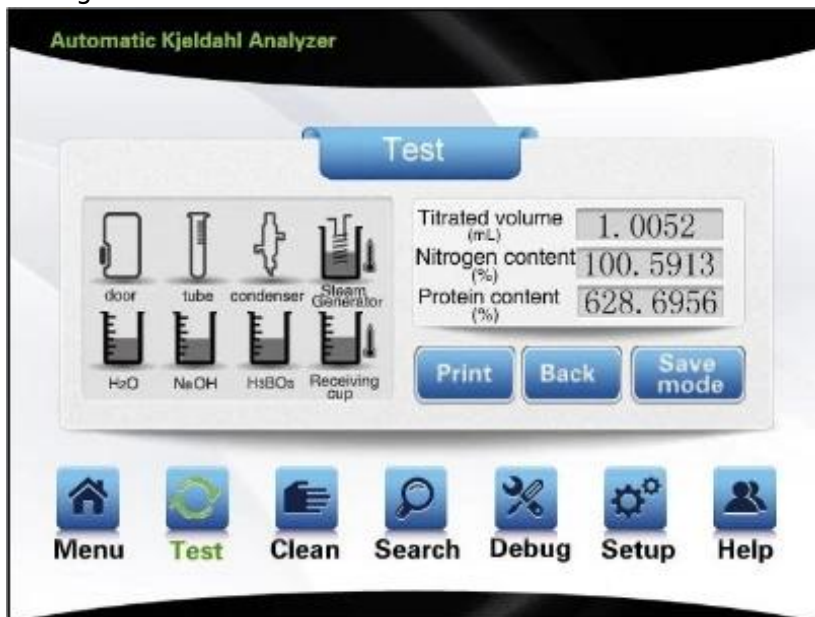 Automatic Kjeldahl Analyzer
Test
Titrated volume 1.0052
(mL)
Nitrogen content 100.5913
(%)
Protein content 628.6956
(%)
door tube condenser Steam
Generator
H2O NaOH H3BO3 Receiving
cup
Print Back Save
mode
Menu Test Clean Search Debug Setup Help